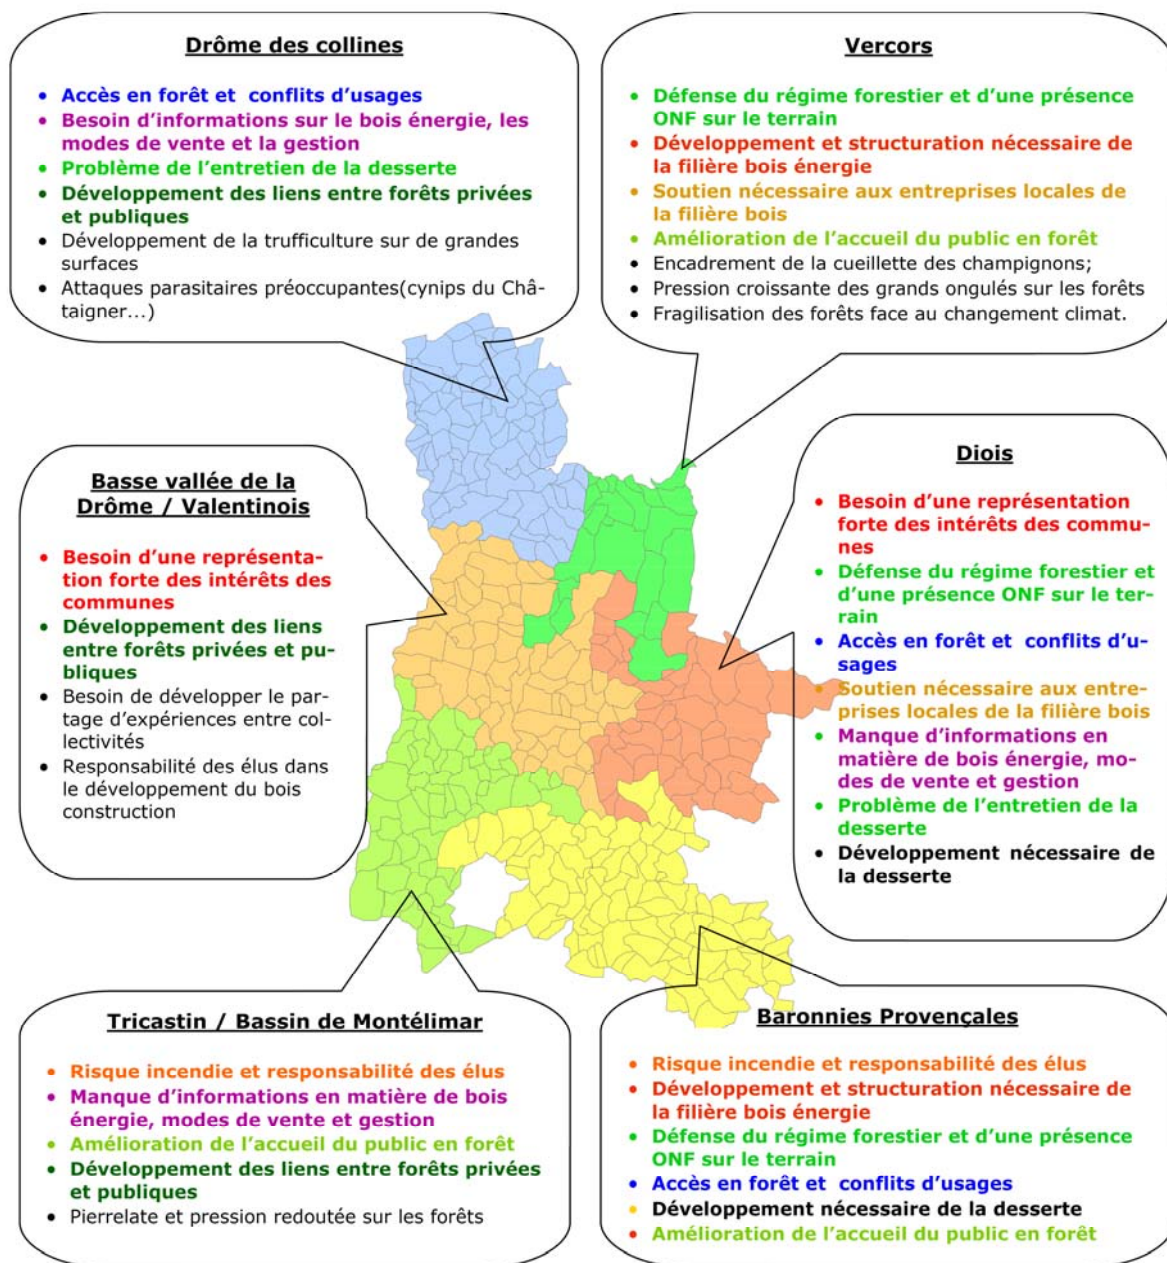 Drôme des collines
• Accès en forêt et conflits d'usages
• Besoin d'informations sur le bois énergie, les
modes de vente et la gestion
• Problème de l'entretien de la desserte
• Développement des liens entre forêts privées
et publiques
• Développement de la trufficulture sur de grandes
surfaces
• Attaques parasitaires préoccupantes(cynips du Châ-
taigner...)
Vercors
• Défense du régime forestier et d'une présence
ONF sur le terrain
• Développement et structuration nécessaire de
la filière bois énergie
• Soutien nécessaire aux entreprises locales de
la filière bois
• Amélioration de l'accueil du public en forêt
• Encadrement de la cueillette des champignons;
• Pression croissante des grands ongulés sur les forêts
• Fragilisation des forêts face au changement climat.
Basse vallée de la
Drôme / Valentinois
• Besoin d'une représenta-
tion forte des intérêts des
communes
• Développement des liens
entre forêts privées et pu-
bliques
• Besoin de développer le par-
tage d'expériences entre col-
lectivités
• Responsabilité des élus dans
le développement du bois
construction
Diois
• Besoin d'une représentation
forte des intérêts des commu-
nes
• Défense du régime forestier et
d'une présence ONF sur le ter-
rain
• Accès en forêt et conflits d'u-
sages
• Soutien nécessaire aux entre-
prises locales de la filière bois
• Manque d'informations en
matière de bois énergie, mo-
des de vente et gestion
• Problème de l'entretien de la
desserte
• Développement nécessaire de
la desserte
Tricastin / Bassin de Montélimar
• Risque incendie et responsabilité des élus
• Manque d'informations en matière de bois
énergie, modes de vente et gestion
• Amélioration de l'accueil du public en forêt
• Développement des liens entre forêts privées
et publiques
• Pierrelate et pression redoutée sur les forêts
Baronnies Provençales
• Risque incendie et responsabilité des élus
• Développement et structuration nécessaire de
la filière bois énergie
• Défense du régime forestier et d'une présence
ONF sur le terrain
• Accès en forêt et conflits d'usages
• Développement nécessaire de la desserte
• Amélioration de l'accueil du public en forêt